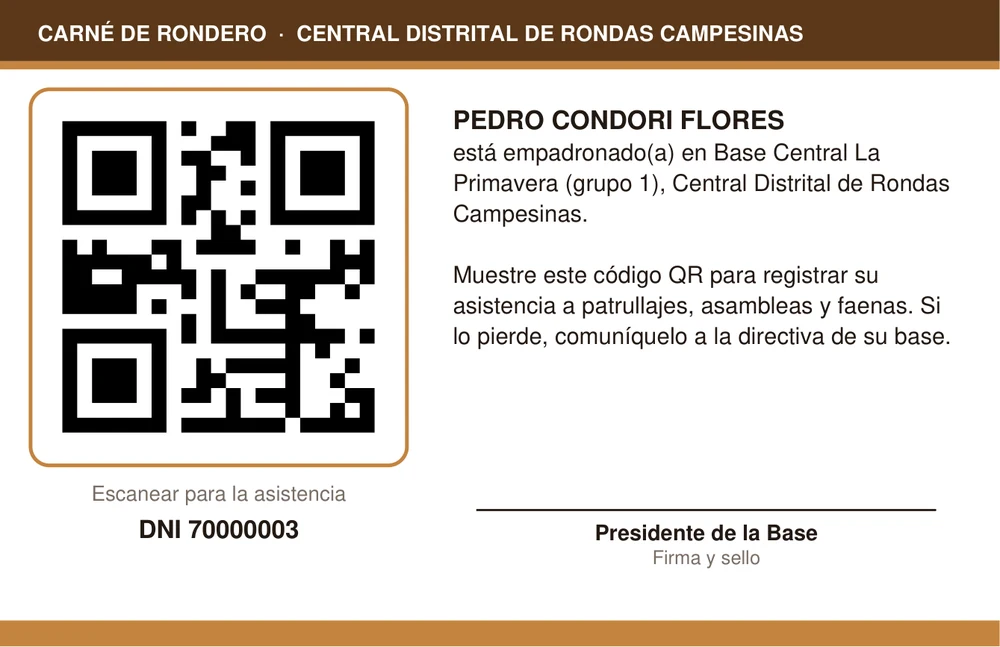 CARNÉ DE RONDERO · CENTRAL DISTRITAL DE RONDAS CAMPESINAS
PEDRO CONDORI FLORES
está empadronado(a) en Base Central La
Primavera (grupo 1), Central Distrital de Rondas
Campesinas.
Muestre este código QR para registrar su
asistencia a patrullajes, asambleas y faenas. Si
lo pierde, comuníquelo a la directiva de su base.
Escanear para la asistencia
DNI 70000003
Presidente de la Base
Firma y sello